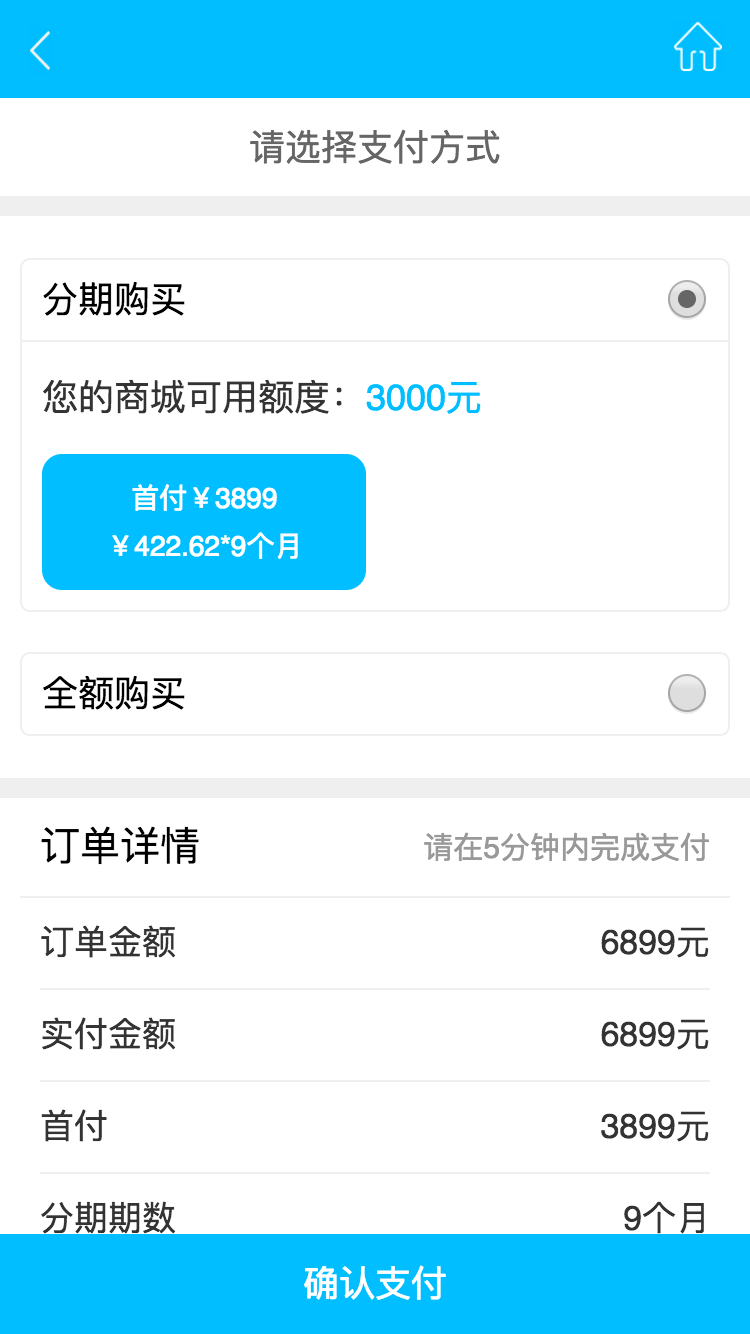 请选择支付方式
分期购买
您的商城可用额度：3000元
首付￥3899
￥422.62*9个月
全额购买
订单详情 请在5分钟内完成支付
订单金额 6899元
实付金额 6899元
首付 3899元
分期期数 9个月
确认支付